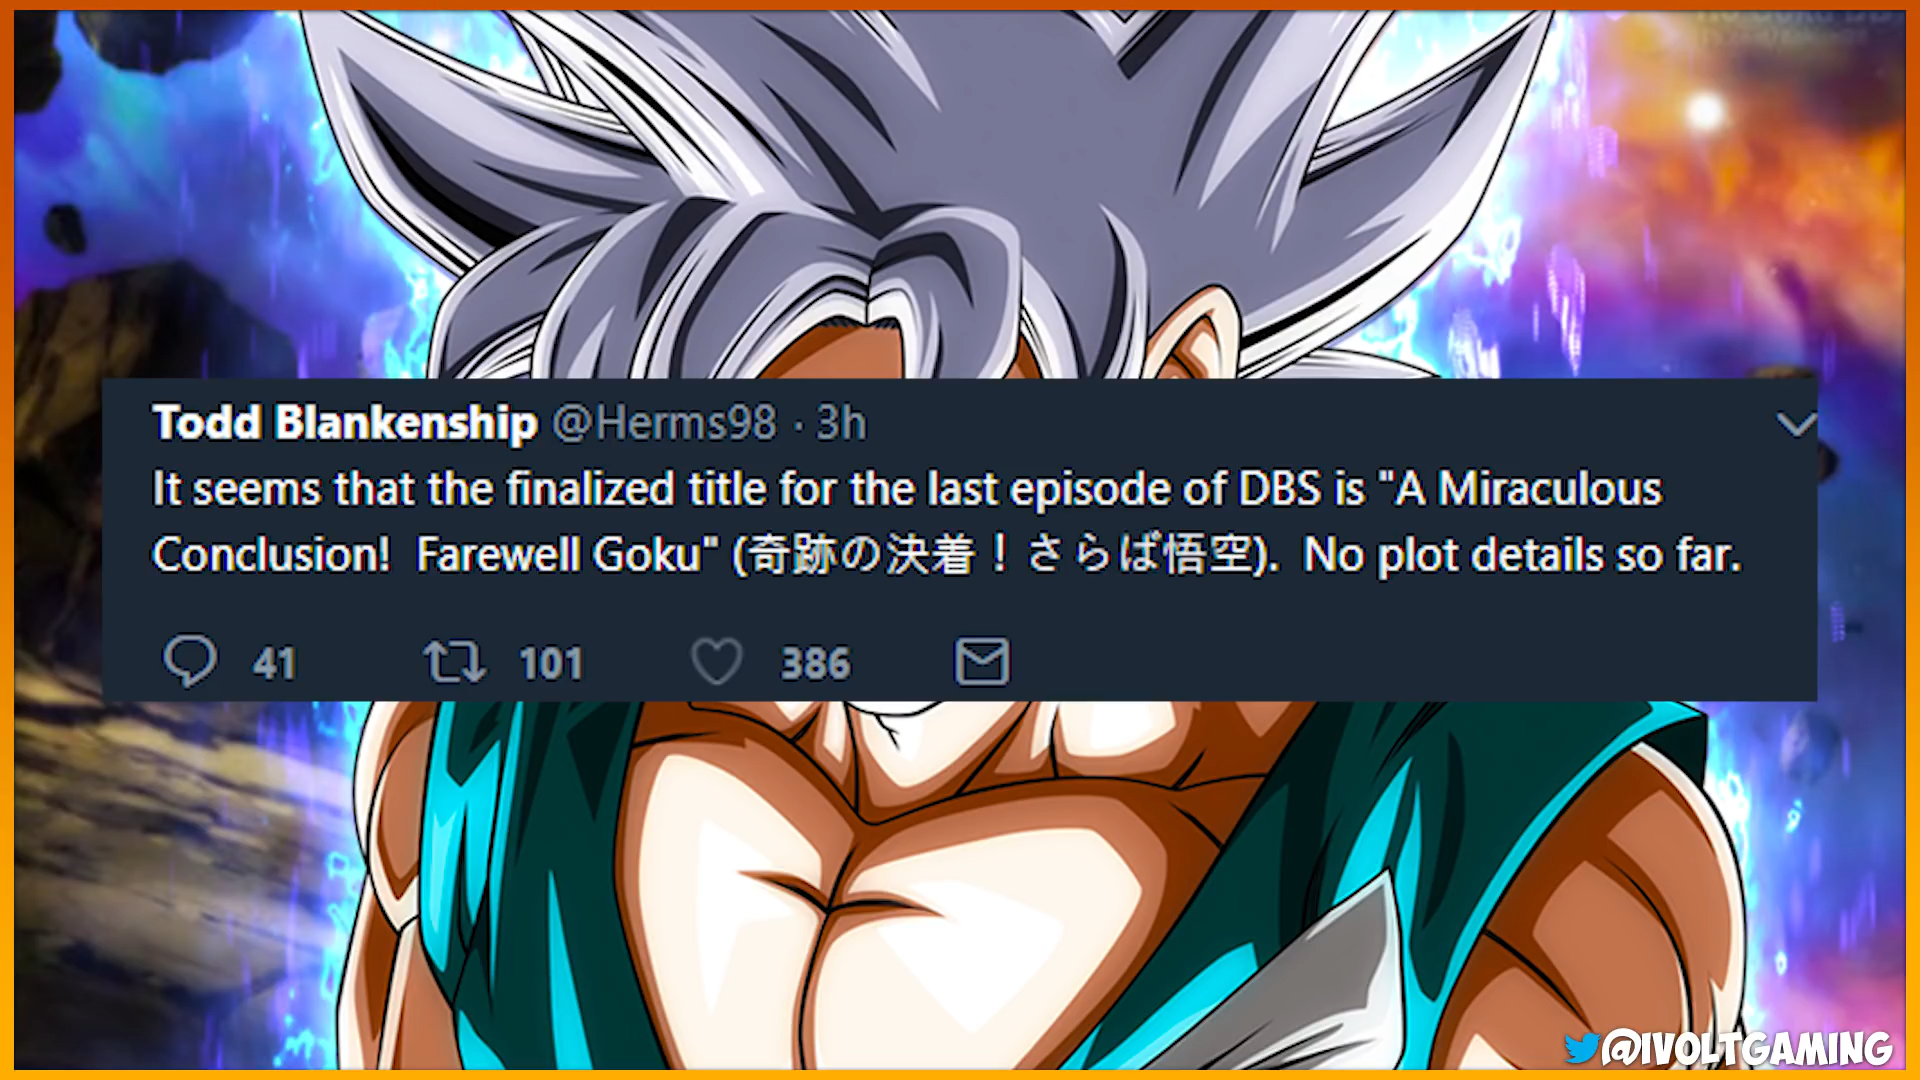 Todd Blankenship @Herms98 · 3h
It seems that the finalized title for the last episode of DBS is "A Miraculous
Conclusion!  Farewell Goku" (奇跡の決着！さらば悟空).  No plot details so far.
41 101 386
@IVOLTGAMING